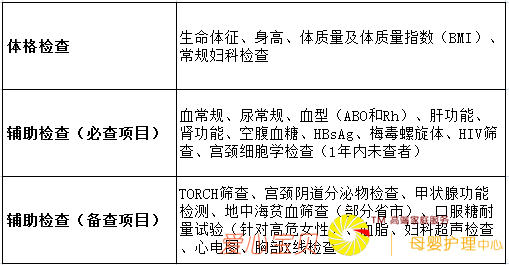 体格检查
生命体征、身高、体质量及体质量指数（BMI）、
常规妇科检查
辅助检查（必查项目）
血常规、尿常规、血型（ABO和Rh）、肝功能、
肾功能、空腹血糖、HBsAg、梅毒螺旋体、HIV筛
查、宫颈细胞学检查（1年内未查者）
辅助检查（备查项目）
TORCH筛查、宫颈阴道分泌物检查、甲状腺功能
检测、地中海贫血筛查（部分省市）、口服糖耐
量试验（针对高危女性 血脂、妇科超声检查
、心电图、胸部X线检查
TM 高端家庭服务
母婴护理中心